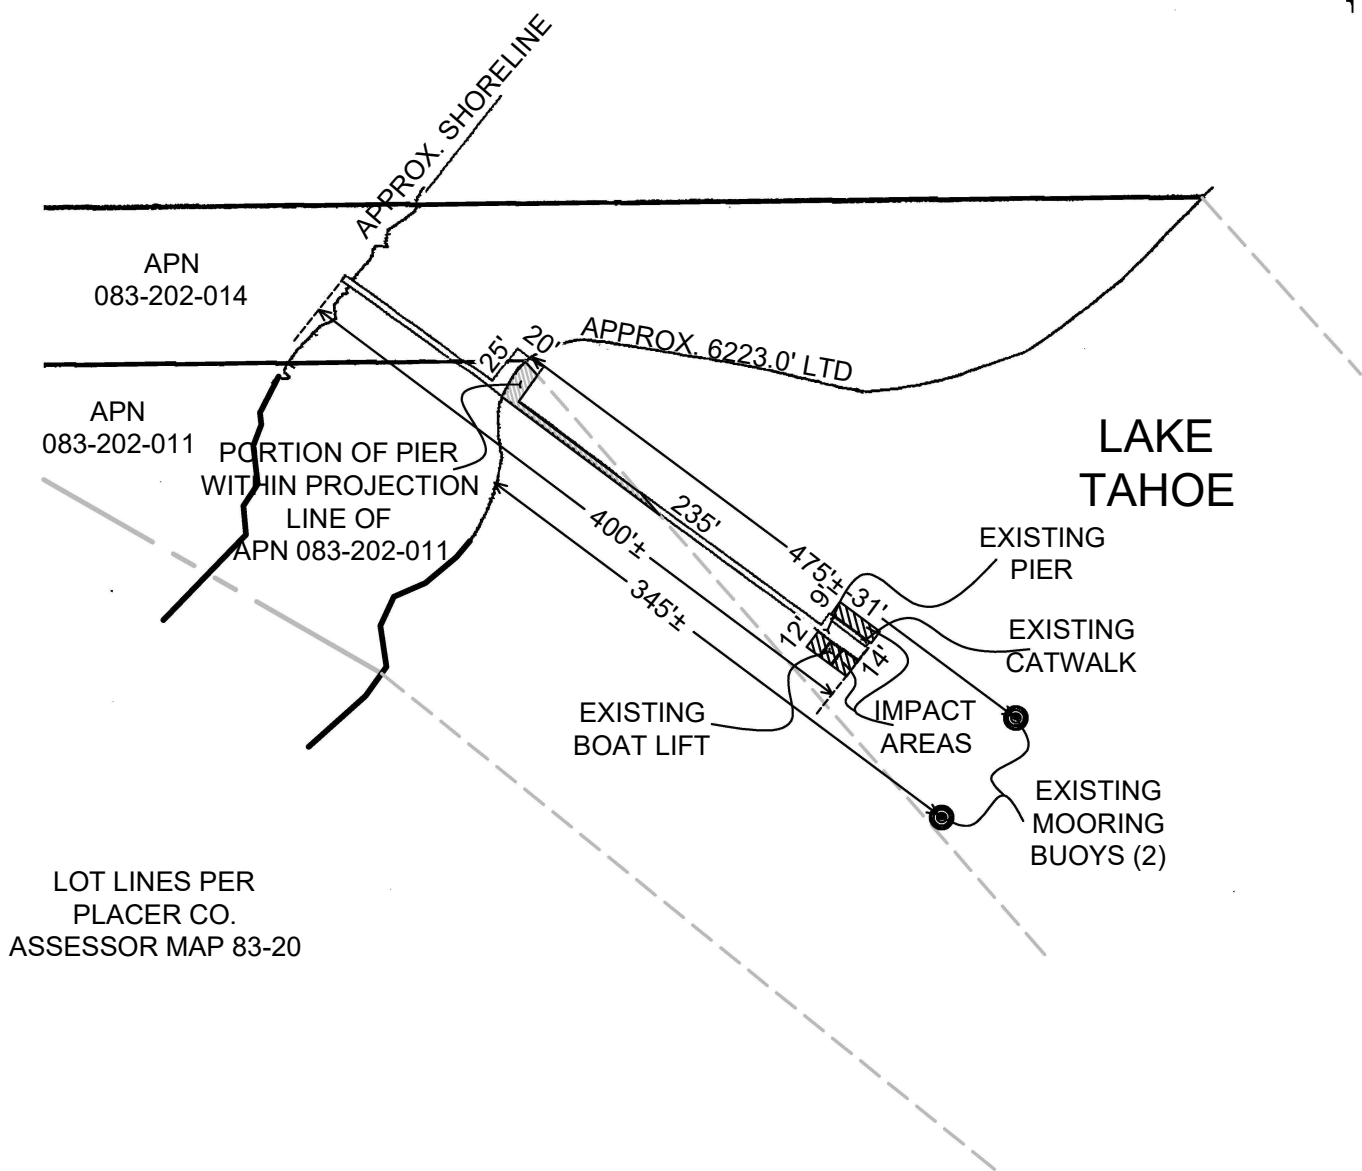 APPROX. SHORELINE
APN
083-202-014
25'
20'
APPROX. 6223.0' LTD
APN
083-202-011
LAKE
TAHOE
PORTION OF PIER
WITHIN PROJECTION
LINE OF
APN 083-202-011
235'
400'±
475'±
345'±
9'
31'
12'
14'
EXISTING
PIER
EXISTING
CATWALK
EXISTING
BOAT LIFT
IMPACT
AREAS
EXISTING
MOORING
BUOYS (2)
LOT LINES PER
PLACER CO.
ASSESSOR MAP 83-20